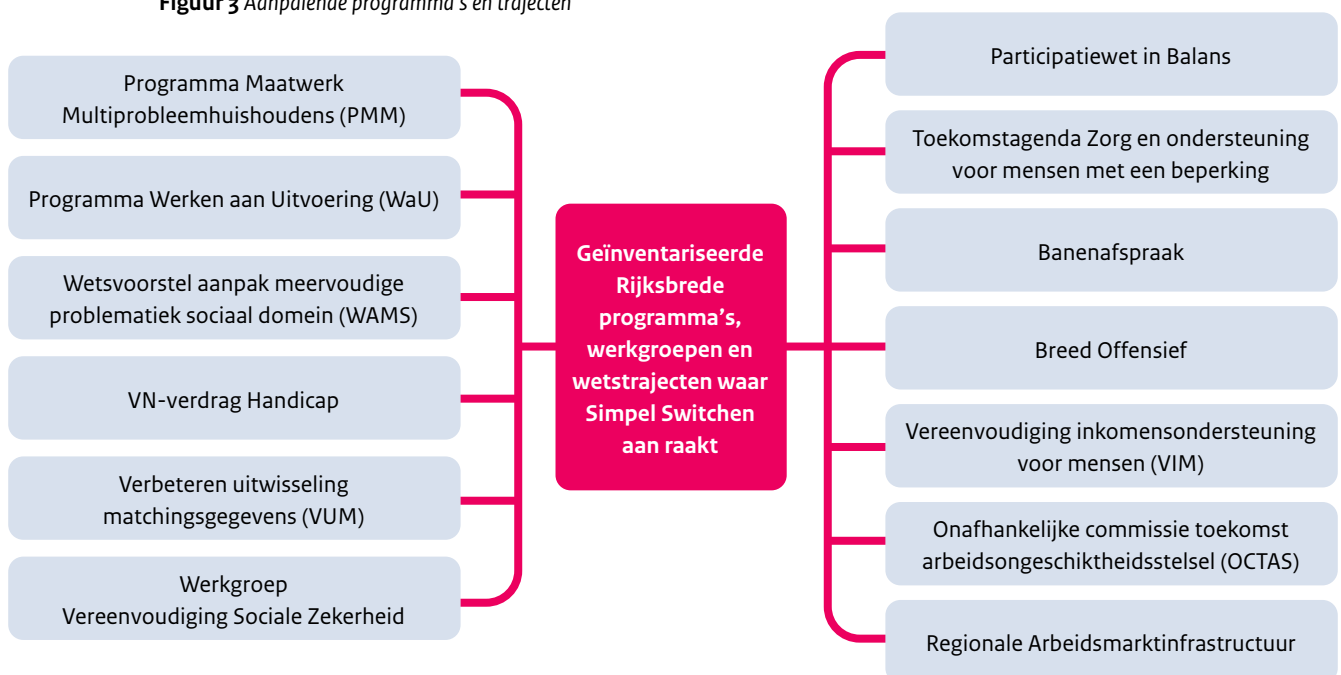 Figuur 3 Aanpalende programma's en trajecten
Programma Maatwerk
Multiprobleemhuishoudens (PMM)
Programma Werken aan Uitvoering (WaU)
Wetsvoorstel aanpak meervoudige
problematiek sociaal domein (WAMS)
VN-verdrag Handicap
Verbeteren uitwisseling
matchingsgegevens (VUM)
Werkgroep
Vereenvoudiging Sociale Zekerheid
Geïnventariseerde
Rijksbrede
programma's,
werkgroepen en
wetstrajecten waar
Simpel Switchen
aan raakt
Participatiewet in Balans
Toekomstagenda Zorg en ondersteuning
voor mensen met een beperking
Banenafspraak
Breed Offensief
Vereenvoudiging inkomensondersteuning
voor mensen (VIM)
Onafhankelijke commissie toekomst
arbeidsongeschiktheidsstelsel (OCTAS)
Regionale Arbeidsmarktinfrastructuur